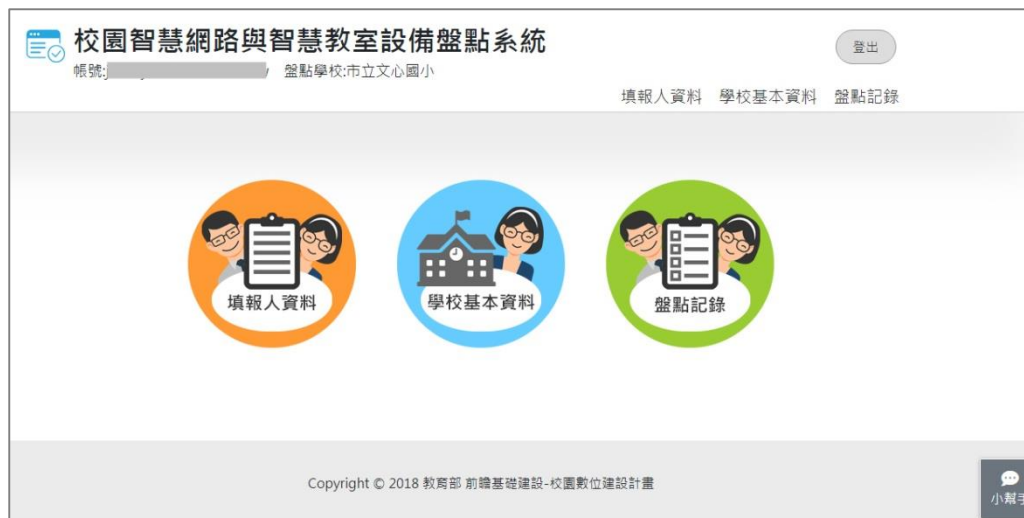 校園智慧網路與智慧教室設備盤點系統
登出
帳號: 盤點學校:市立文心國小
填報人資料 學校基本資料 盤點記錄
填報人資料 學校基本資料 盤點記錄
Copyright © 2018 教育部 前瞻基礎建設-校園數位建設計畫
小幫手